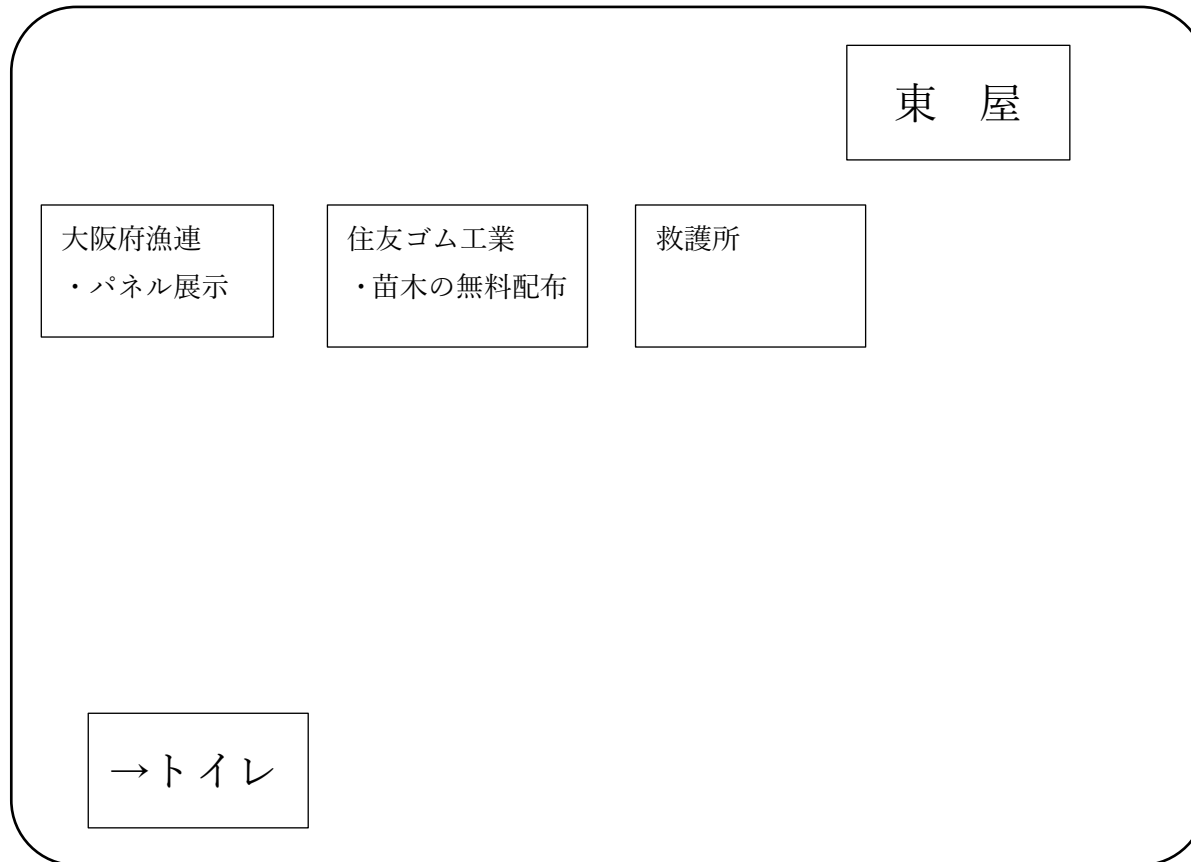 東　屋
大阪府漁連
・パネル展示
住友ゴム工業
・苗木の無料配布
救護所
→トイレ